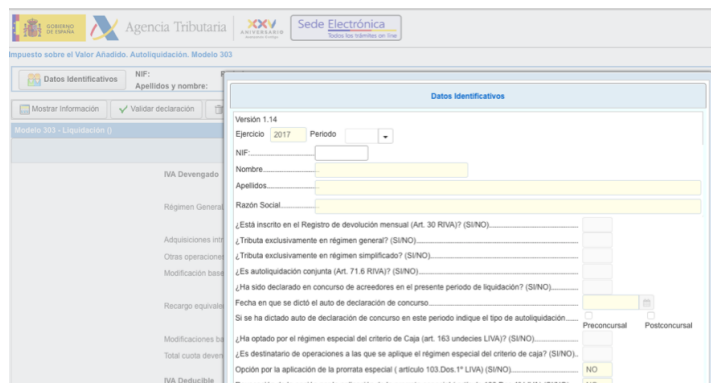 GOBIERNO
DE ESPAÑA
Agencia Tributaria
XXV
ANIVERSARIO
Sede Electrónica
Todos los trámites on line
Impuesto sobre el Valor Añadido. Autoliquidación. Modelo 303
Datos Identificativos
NIF:
Apellidos y nombre:
Mostrar Información
Validar declaración
Modelo 303 - Liquidación ()
IVA Devengado
Régimen General
Adquisiciones intr
Otras operaciones
Modificación base
Recargo equivale
Modificaciones ba
Total cuota deven
IVA Deducible
Datos Identificativos
Versión 1.14
Ejercicio 2017 Periodo
NIF:
Nombre
Apellidos
Razón Social
¿Está inscrito en el Registro de devolución mensual (Art. 30 RIVA)? (SI/NO)
¿Tributa exclusivamente en régimen general? (SI/NO)
¿Tributa exclusivamente en régimen simplificado? (SI/NO)
¿Es autoliquidación conjunta (Art. 71.6 RIVA)? (SI/NO)
¿Ha sido declarado en concurso de acreedores en el presente periodo de liquidación? (SI/NO)
Fecha en que se dictó el auto de declaración de concurso
Si se ha dictado auto de declaración de concurso en este periodo indique el tipo de autoliquidación
Preconcursal Postconcursal
¿Ha optado por el régimen especial del criterio de Caja (art. 163 undecies LIVA)? (SI/NO)
¿Es destinatario de operaciones a las que se aplique el régimen especial del criterio de caja? (SI/NO)..
Opción por la aplicación de la prorrata especial ( artículo 103.Dos.1º LIVA) (SI/NO) NO